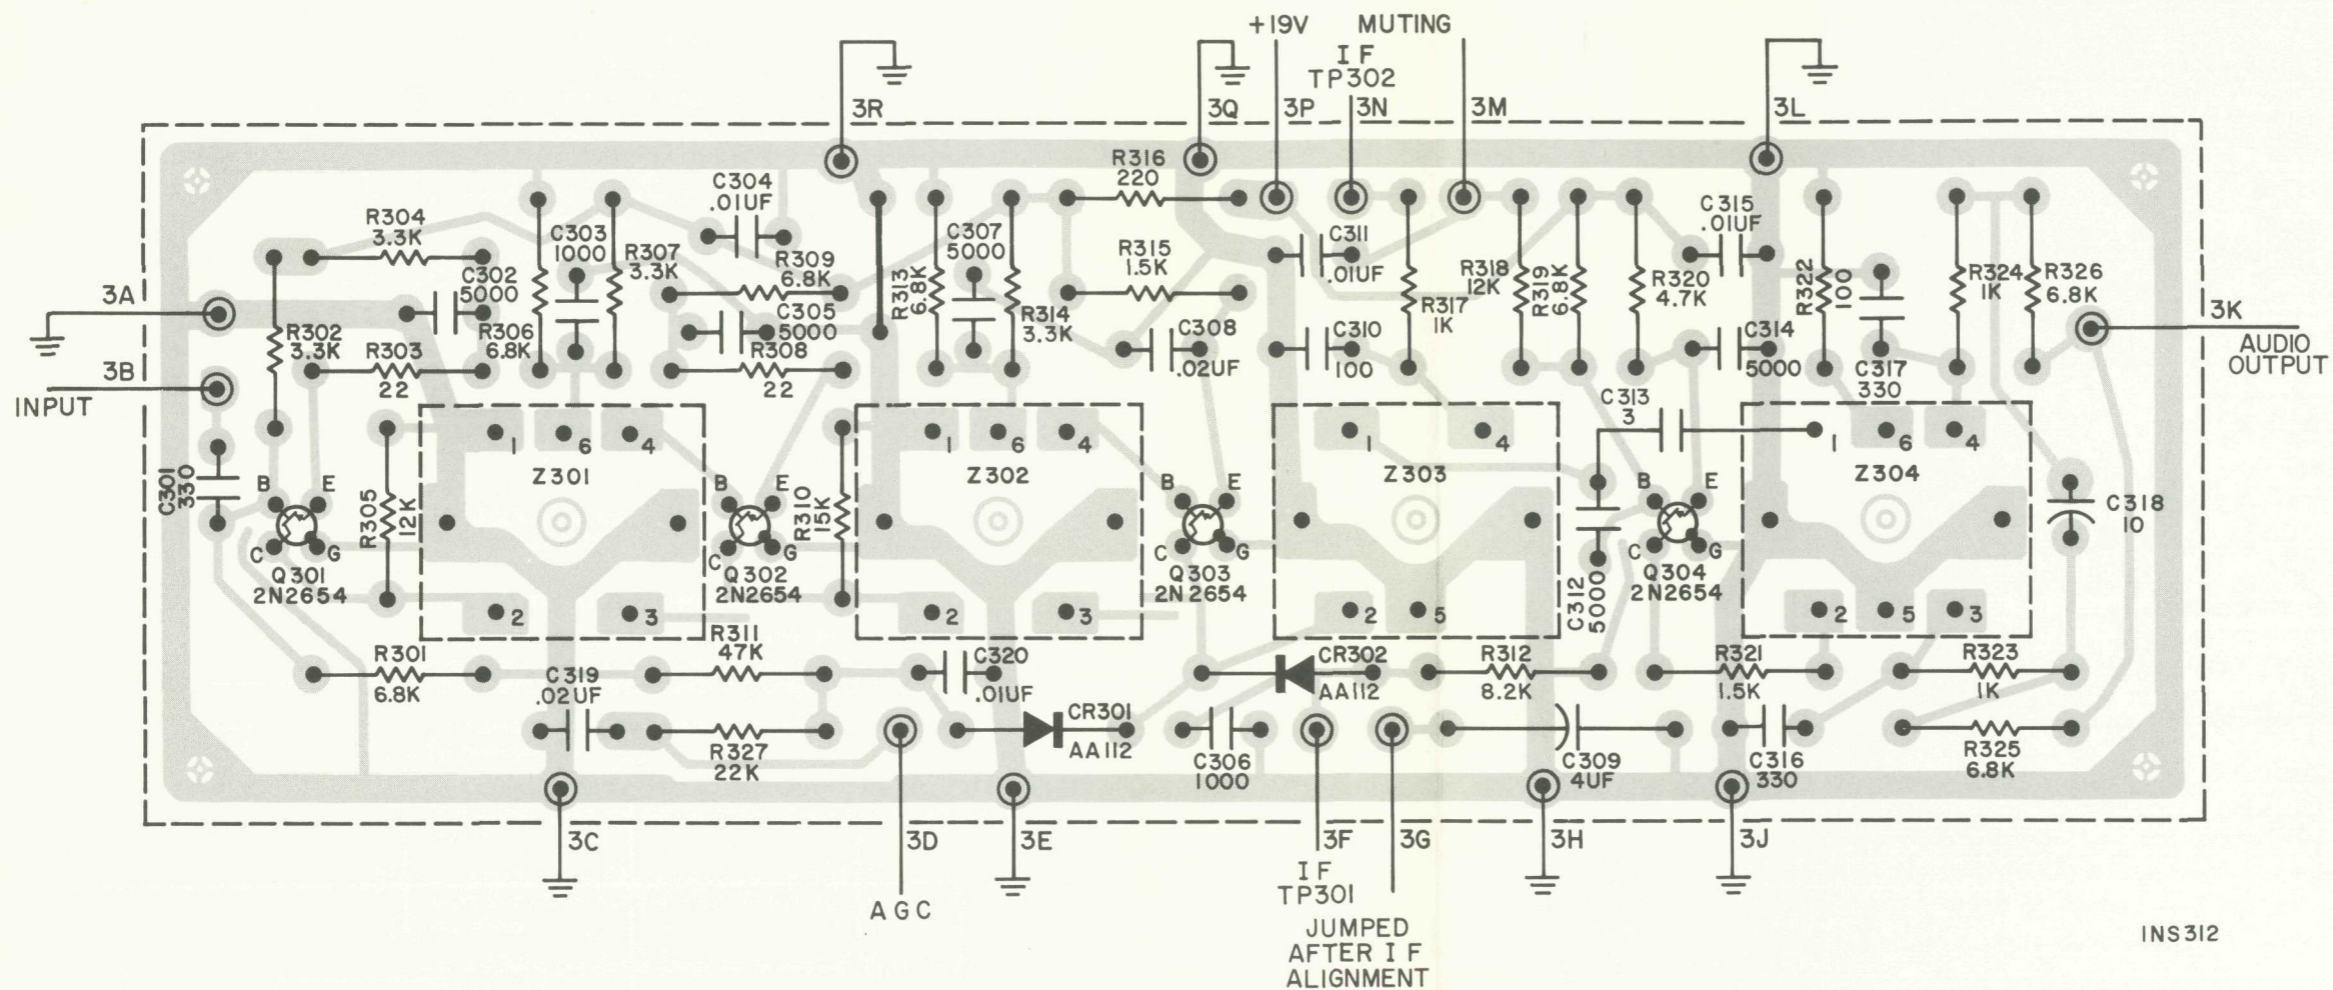 +19V MUTING
IF
TP302
3R 3Q 3P 3N 3M 3L
R316
220
C304
.01UF
R304
3.3K
C303
1000
R307
3.3K
R309
6.8K
C307
5000
R315
1.5K
C311
.01UF
C315
.01UF
C302
5000
R306
6.8K
C305
5000
R308
22
R313
6.8K
R314
3.3K
C308
.02UF
C310
100
R317
1K
R318
12K
R319
6.8K
R320
4.7K
C314
5000
R322
100
C317
330
R324
1K
R326
6.8K
3A
3B
INPUT
R302
3.3K
R303
22
3K
AUDIO
OUTPUT
C301
330
B E
C G
Q301
2N2654
R305
12K
1 6 4
Z301
2 3
B E
C G
Q302
2N2654
R310
15K
1 6 4
Z302
2 3
B E
C G
Q303
2N2654
1 4
Z303
2 5
C313
3
C312
5000
B E
C G
Q304
2N2654
1 6 4
Z304
2 5 3
C318
10
R301
6.8K
C319
.02UF
R311
47K
R327
22K
C320
.01UF
CR301
AA112
CR302
AA112
C306
1000
R312
8.2K
C309
4UF
R321
1.5K
C316
330
R323
1K
R325
6.8K
3C 3D 3E 3F 3G 3H 3J
AGC
IF
TP301
JUMPED
AFTER IF
ALIGNMENT
INS312